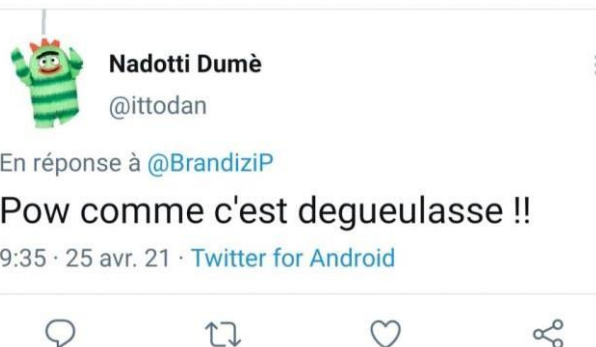 Nadotti Dumè
@ittodan
En réponse à @BrandiziP
Pow comme c'est degueulasse !!
9:35 · 25 avr. 21 · Twitter for Android